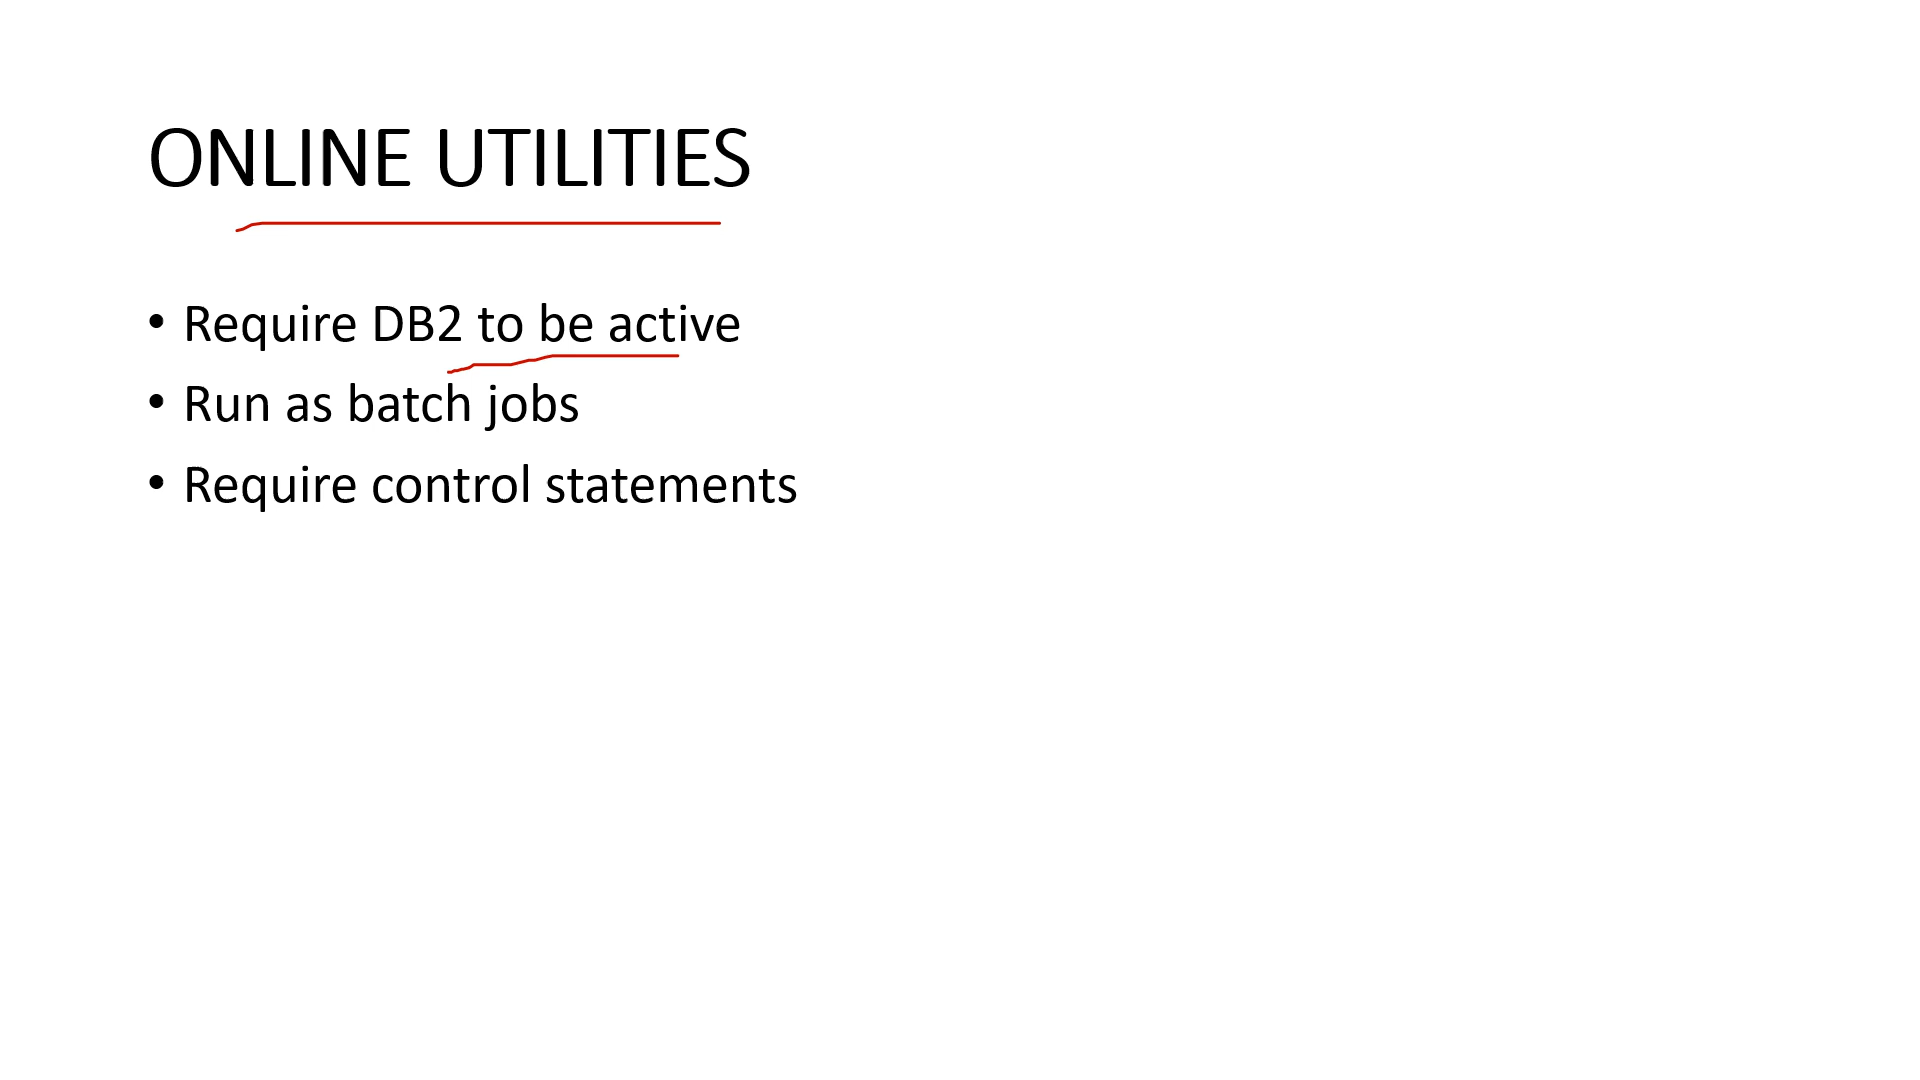 ONLINE UTILITIES
• Require DB2 to be active
• Run as batch jobs
• Require control statements